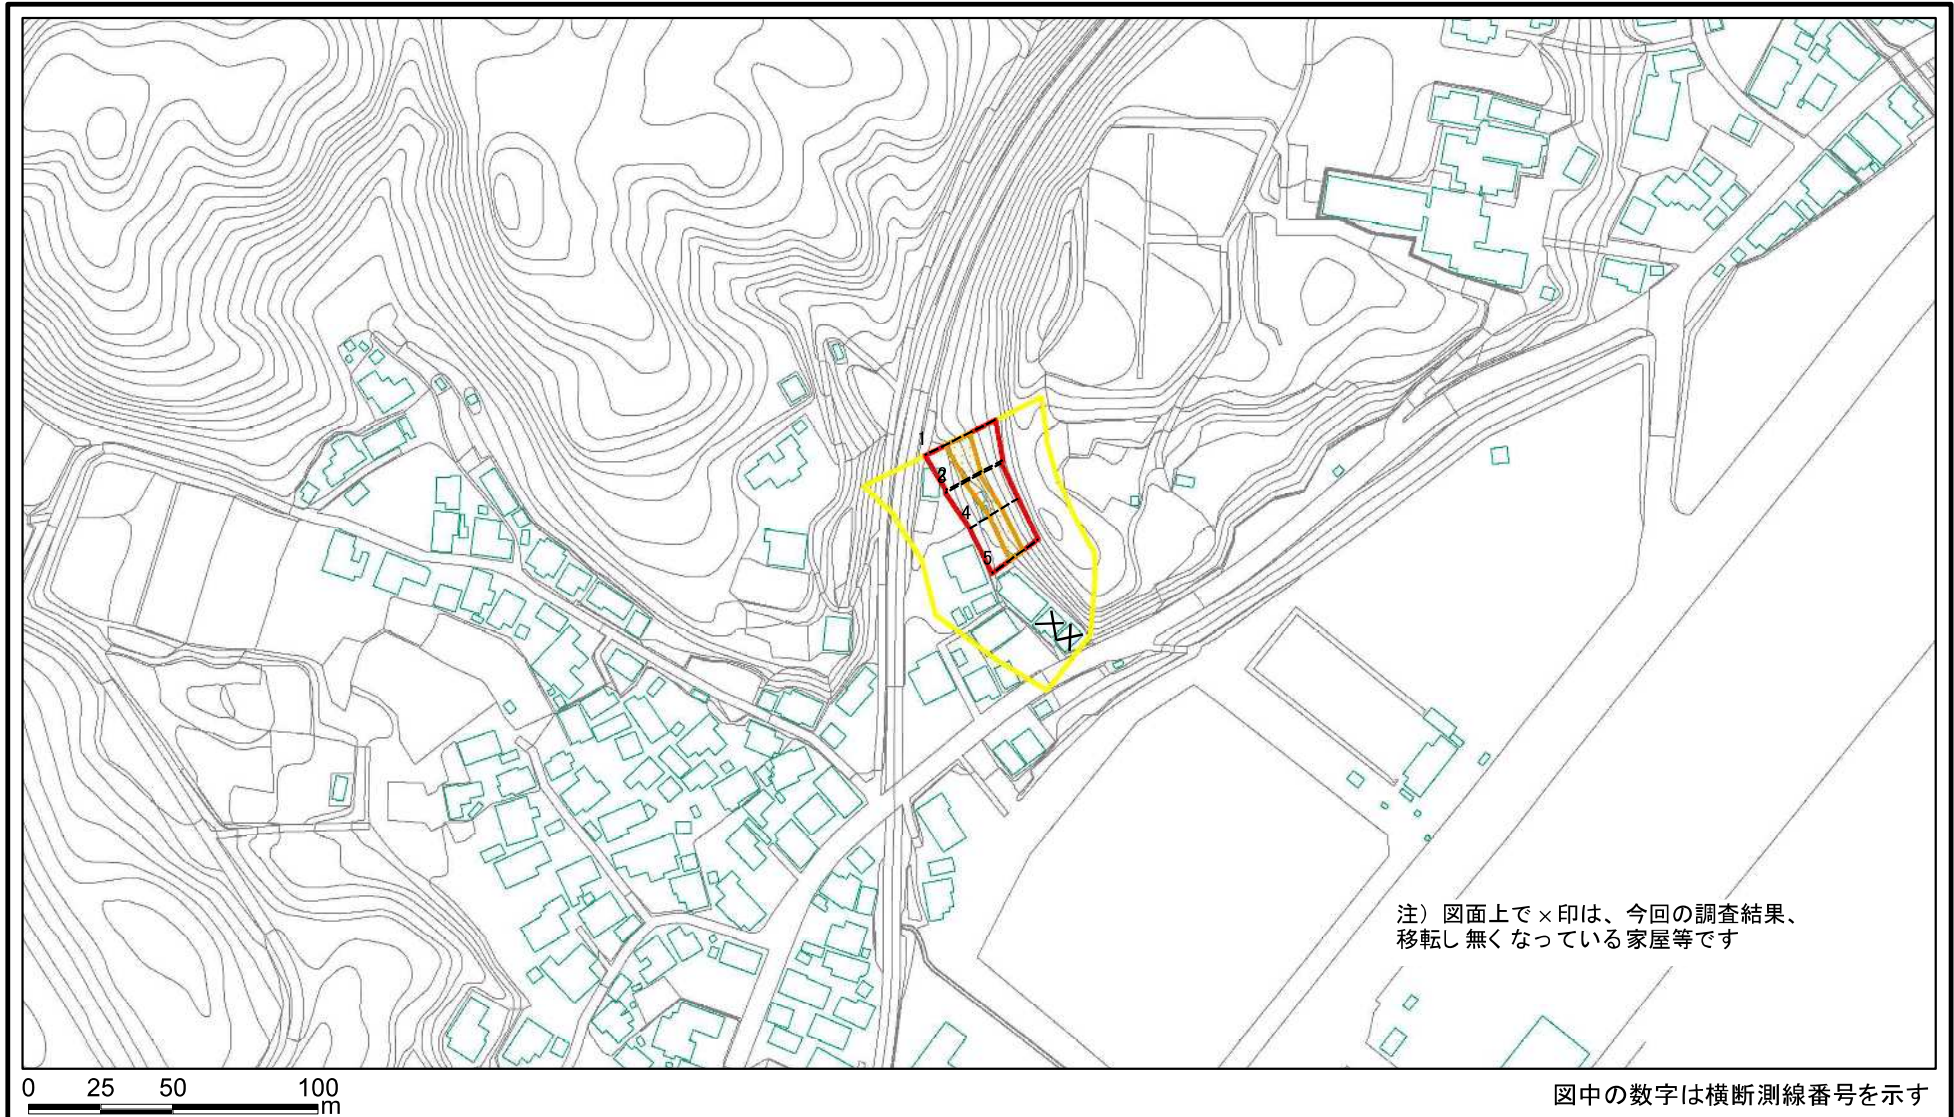 1
3
4
5
注）図面上で×印は、今回の調査結果、
移転し無くなっている家屋等です
0 25 50 100
m
図中の数字は横断測線番号を示す